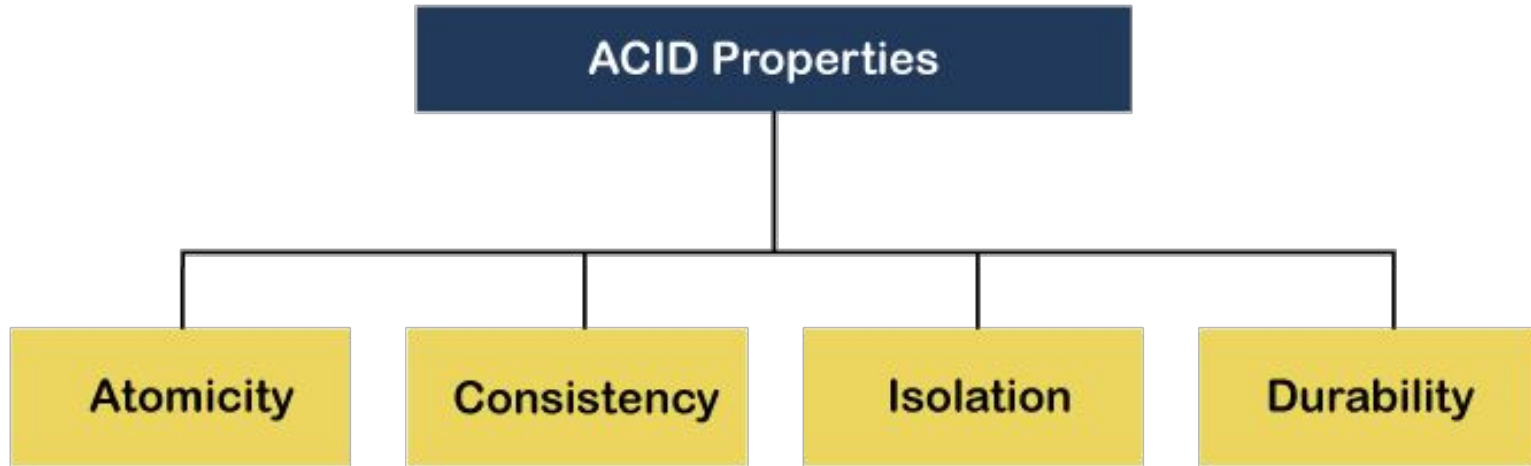 ACID Properties
Atomicity
Consistency
Isolation
Durability